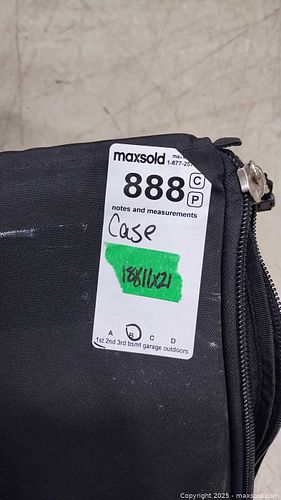 maxsold
1-877-257
888 C
P
notes and measurements
Case
A B C D
1st 2nd 3rd bsmt garage outdoors
Copyright 2025 - maxsold.com